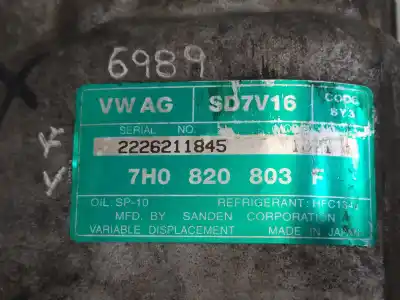 6989
VW AG SD7V16 CODE
SERIAL NO. 8Y3
2226211845
7H0 820 803 F
OIL: SP-10 REFRIGERANT: HFC134a
MFD. BY SANDEN CORPORATION
VARIABLE DISPLACEMENT MADE IN JAPAN